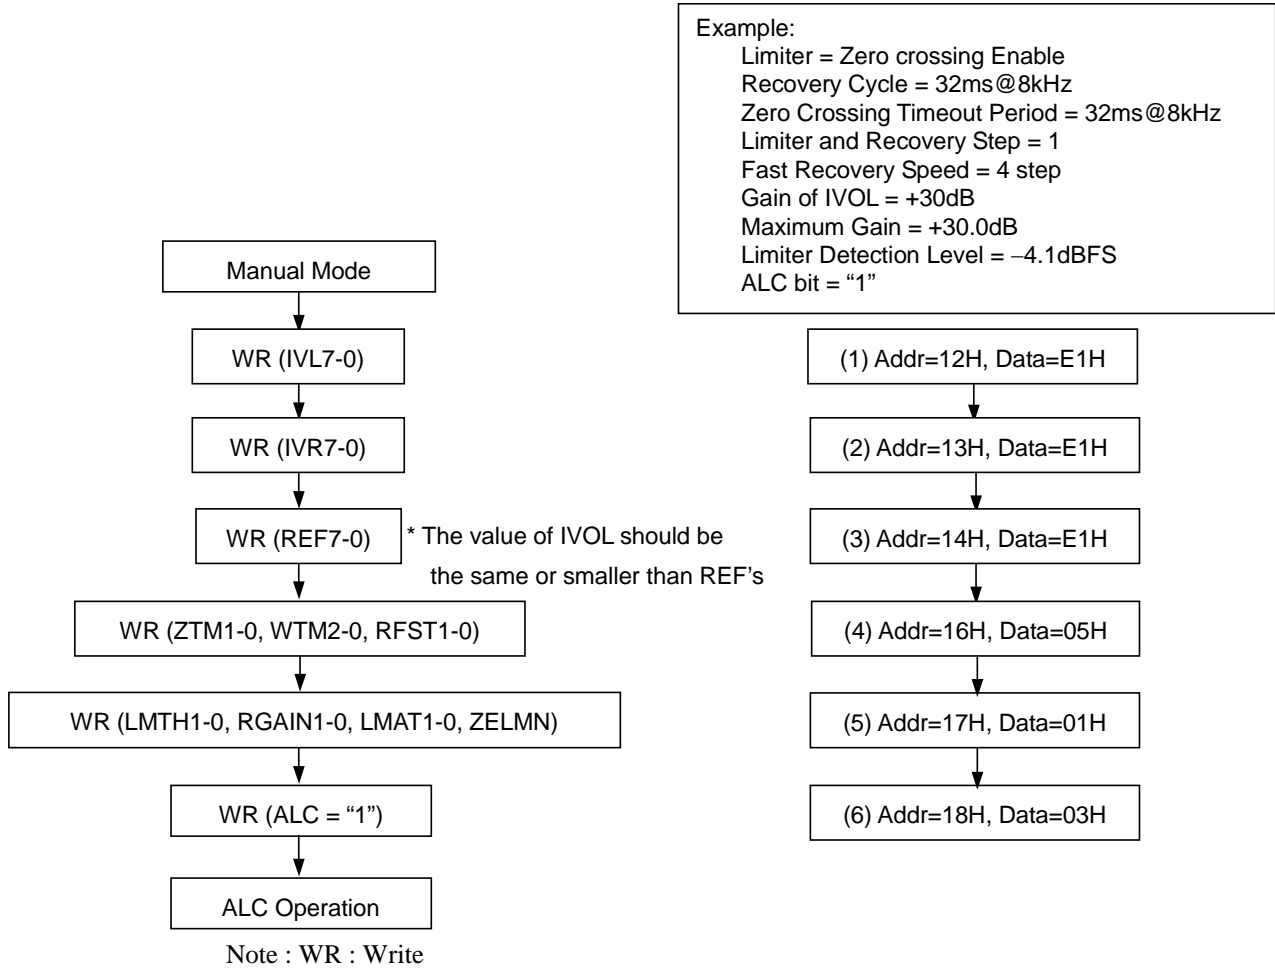 Example:
Limiter = Zero crossing Enable
Recovery Cycle = 32ms@8kHz
Zero Crossing Timeout Period = 32ms@8kHz
Limiter and Recovery Step = 1
Fast Recovery Speed = 4 step
Gain of IVOL = +30dB
Maximum Gain = +30.0dB
Limiter Detection Level = −4.1dBFS
ALC bit = “1”
Manual Mode
WR (IVL7-0)
WR (IVR7-0)
WR (REF7-0)
* The value of IVOL should be
the same or smaller than REF’s
WR (ZTM1-0, WTM2-0, RFST1-0)
WR (LMTH1-0, RGAIN1-0, LMAT1-0, ZELMN)
WR (ALC = “1”)
ALC Operation
Note : WR : Write
(1) Addr=12H, Data=E1H
(2) Addr=13H, Data=E1H
(3) Addr=14H, Data=E1H
(4) Addr=16H, Data=05H
(5) Addr=17H, Data=01H
(6) Addr=18H, Data=03H